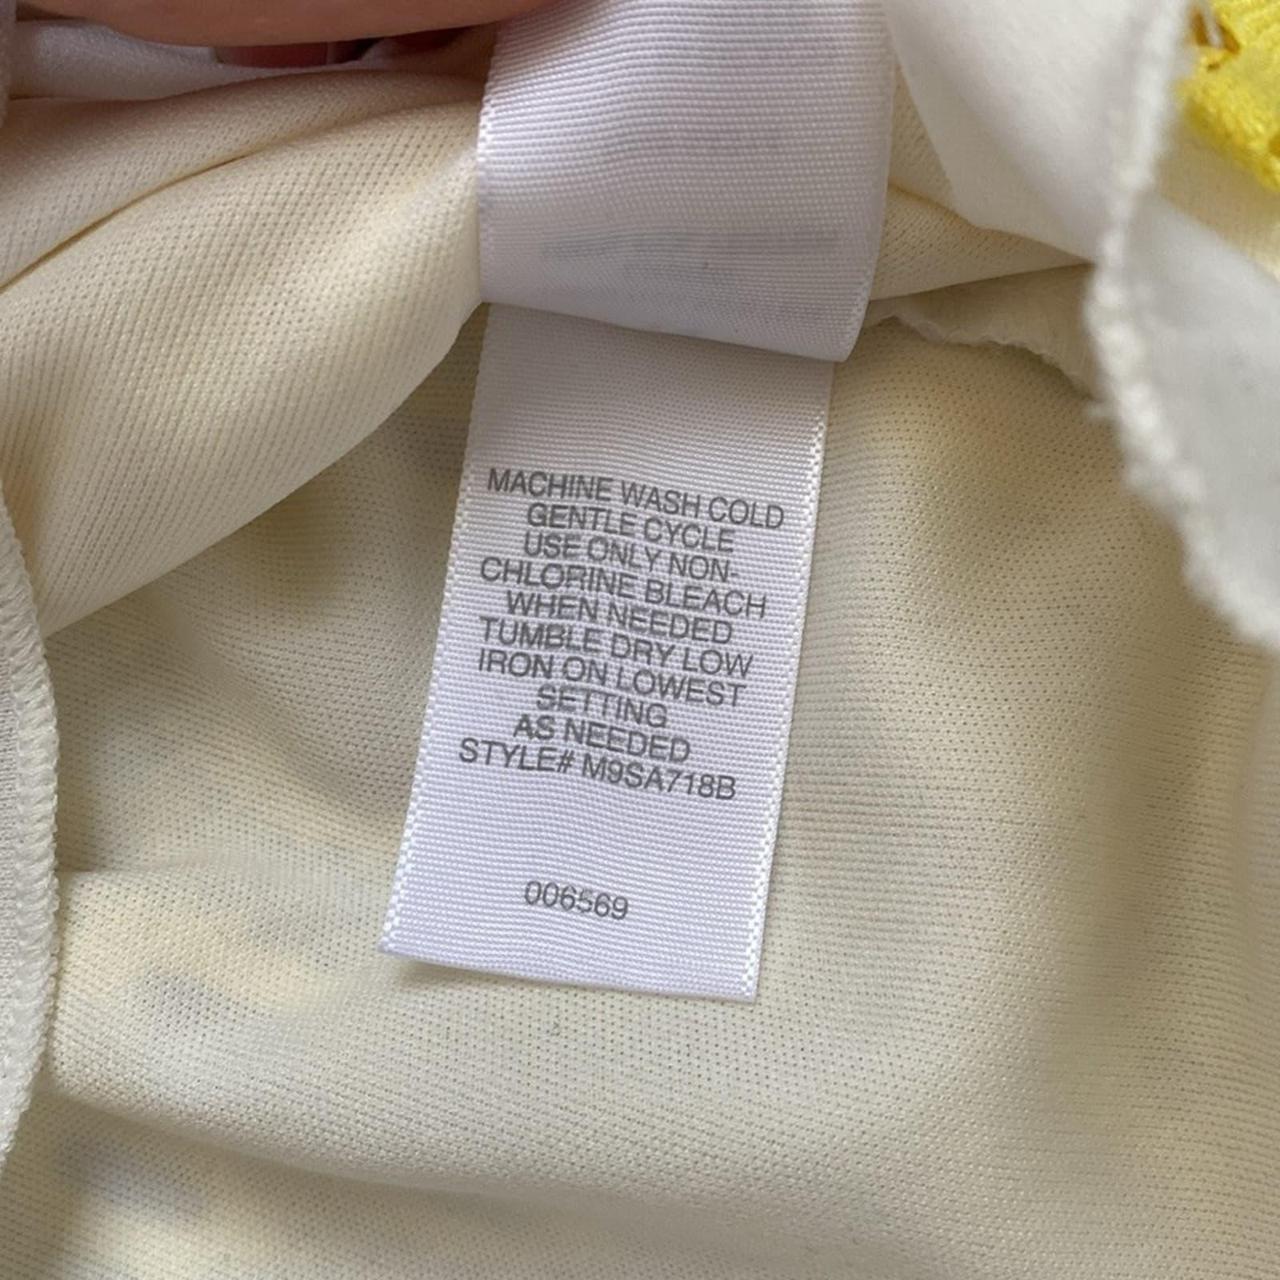 MACHINE WASH COLD
GENTLE CYCLE
USE ONLY NON-
CHLORINE BLEACH
WHEN NEEDED
TUMBLE DRY LOW
IRON ON LOWEST
SETTING
AS NEEDED
STYLE# M9SA718B
006569